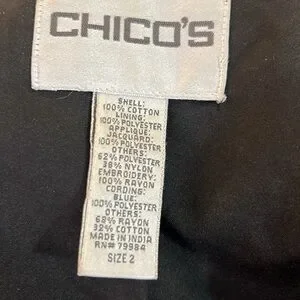 CHICO'S
SHELL:
100% COTTON
LINING:
100% POLYESTER
APPLIQUE:
JACQUARD:
100% POLYESTER
OTHERS:
62% POLYESTER
38% NYLON
EMBROIDERY:
100% RAYON
CORDING:
BLUE:
100% POLYESTER
OTHERS:
68% RAYON
32% COTTON
MADE IN INDIA
RN# 79984
SIZE 2